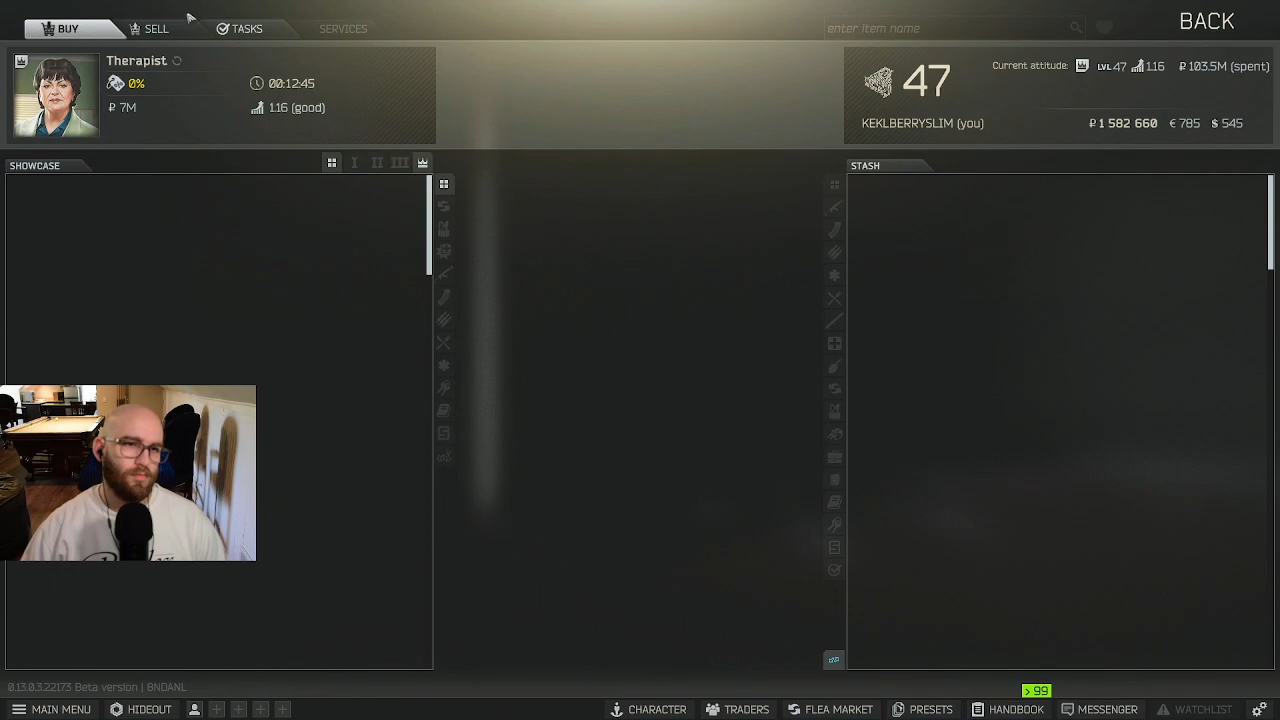 BUY
SELL
TASKS
SERVICES
enter item name
BACK
Therapist
0%
00:12:45
₽ 7M
1.16 (good)
47
Current attitude: LVL 47 1.16 ₽ 103.5M (spent)
KEKLBERRYSLIM (you)
₽ 1 582 660 € 785 $ 545
SHOWCASE
I II III
STASH
0.13.0.3.22173 Beta version | BNDANL
> 99
MAIN MENU
HIDEOUT
CHARACTER
TRADERS
FLEA MARKET
PRESETS
HANDBOOK
MESSENGER
WATCHLIST